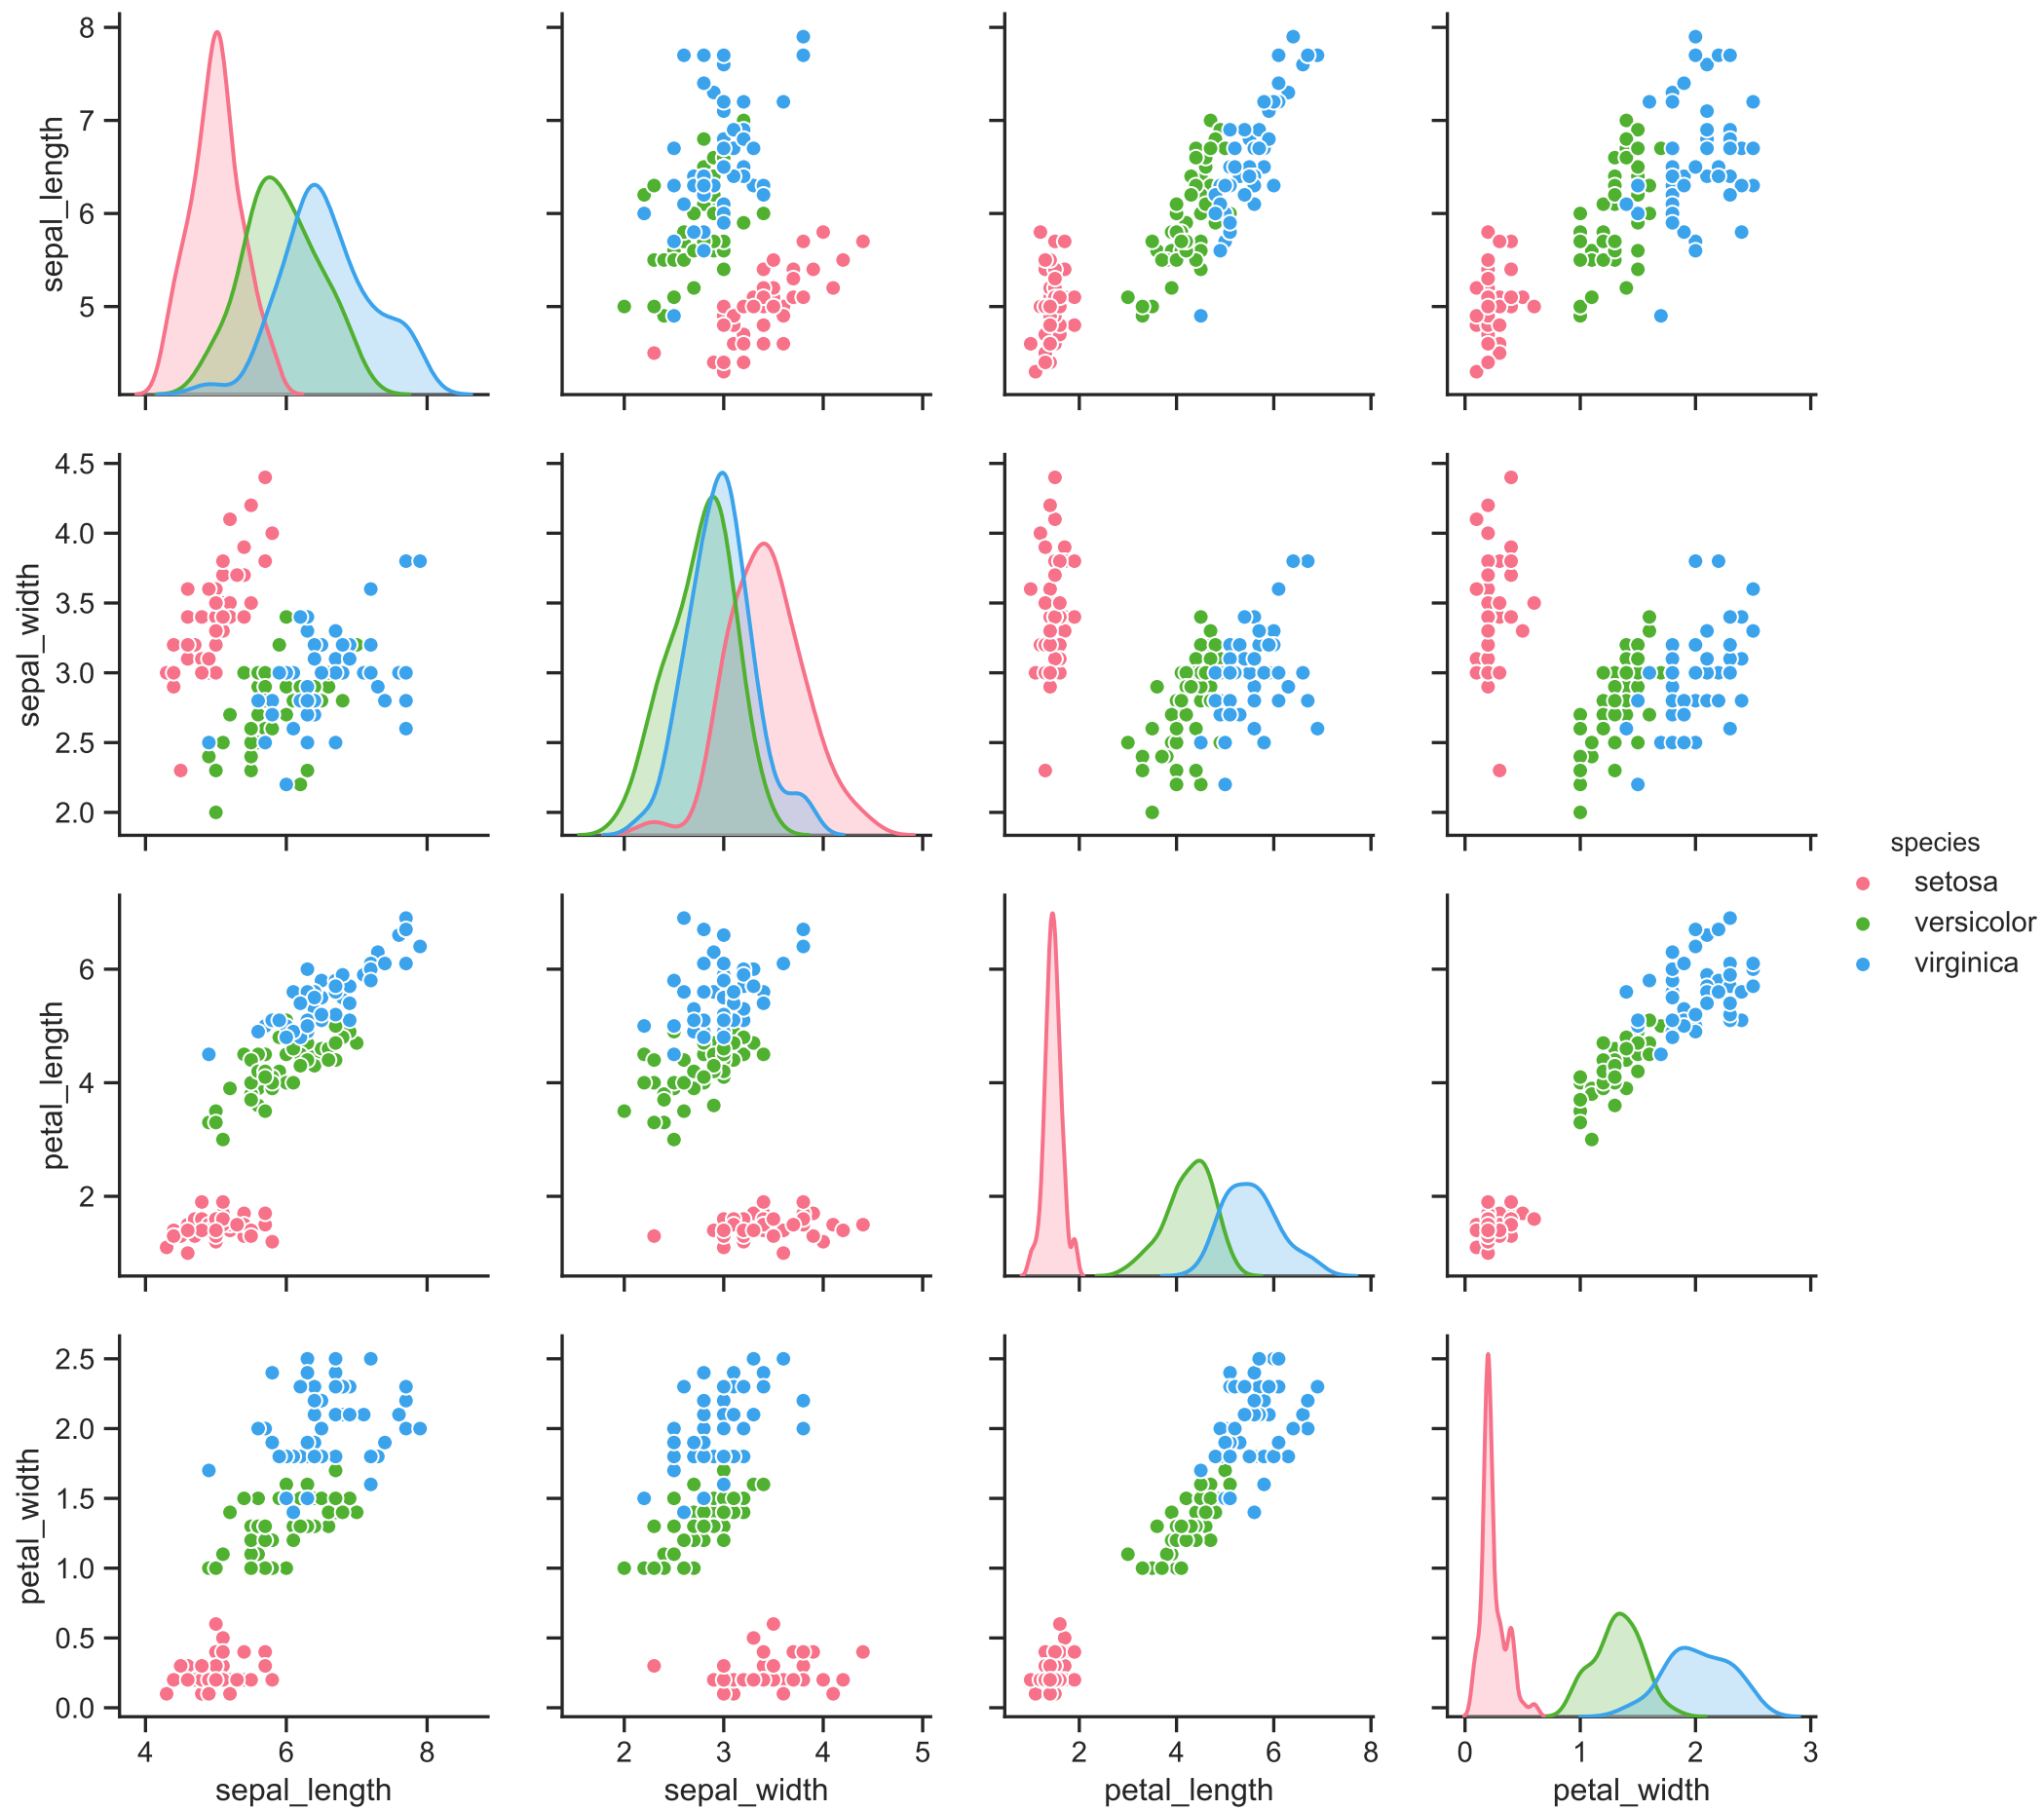 sepal_length
8
7
6
5
sepal_width
4.5
4.0
3.5
3.0
2.5
2.0
species
setosa
versicolor
virginica
petal_length
6
4
2
petal_width
2.5
2.0
1.5
1.0
0.5
0.0
4 6 8
2 3 4 5
2 4 6 8
0 1 2 3
sepal_length
sepal_width
petal_length
petal_width